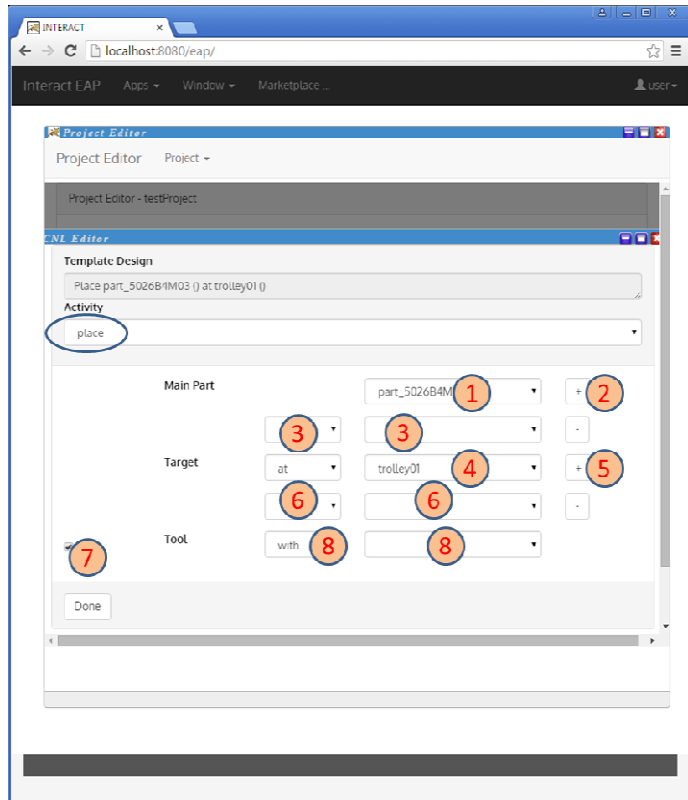 INTERACT ×
localhost:8080/eap/
Interact EAP Apps Window Marketplace ... user
Project Editor
Project Editor Project
Project Editor - testProject
CNL Editor
Template Design
Place part_5026B4M03 () at trolley01 ()
Activity
place
Main Part part_5026B4M 1 + 2
3 3 -
Target at trolley01 4 + 5
6 6 -
7 Tool with 8 8
Done